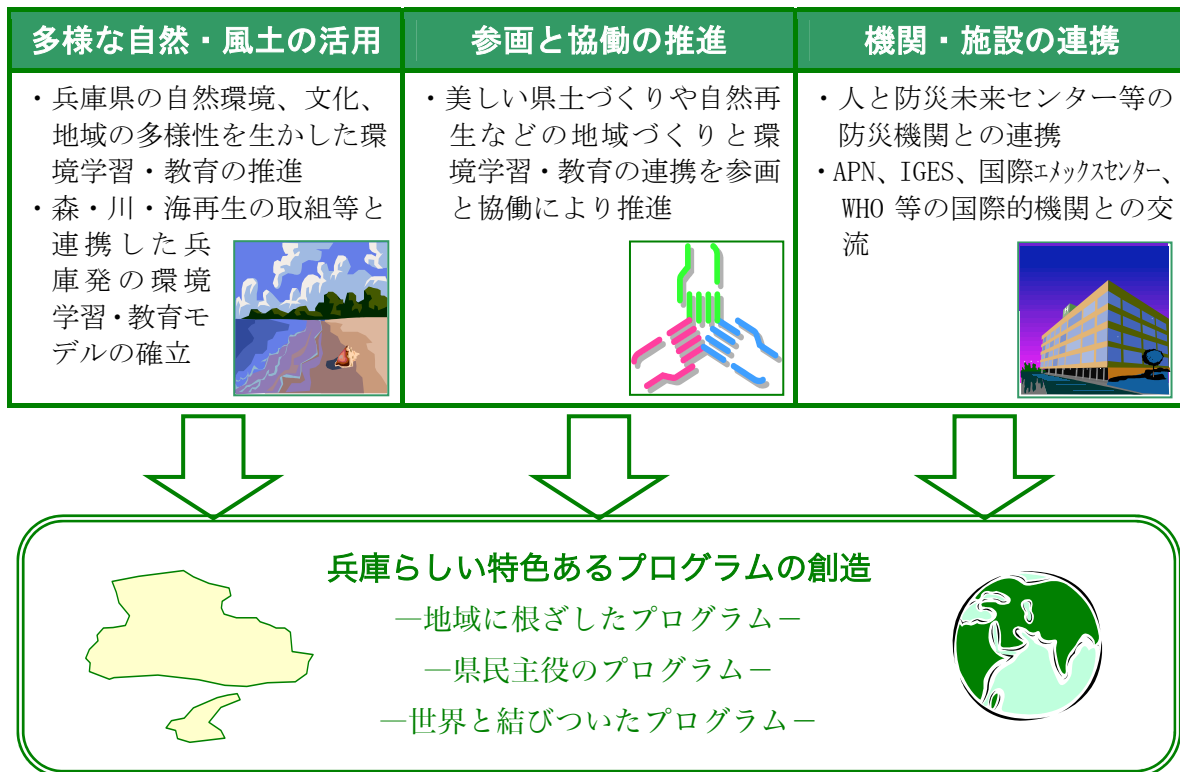 多様な自然・風土の活用
・兵庫県の自然環境、文化、
地域の多様性を生かした環
境学習・教育の推進
・森・川・海再生の取組等と
連携した兵
庫発の環境
学習・教育モ
デルの確立
参画と協働の推進
・美しい県土づくりや自然再
生などの地域づくりと環
境学習・教育の連携を参画
と協働により推進
機関・施設の連携
・人と防災未来センター等の
防災機関との連携
・APN、IGES、国際ｴﾒｯｸｽｾﾝﾀｰ、
WHO 等の国際的機関との交
流
兵庫らしい特色あるプログラムの創造
―地域に根ざしたプログラム－
―県民主役のプログラム－
―世界と結びついたプログラム－